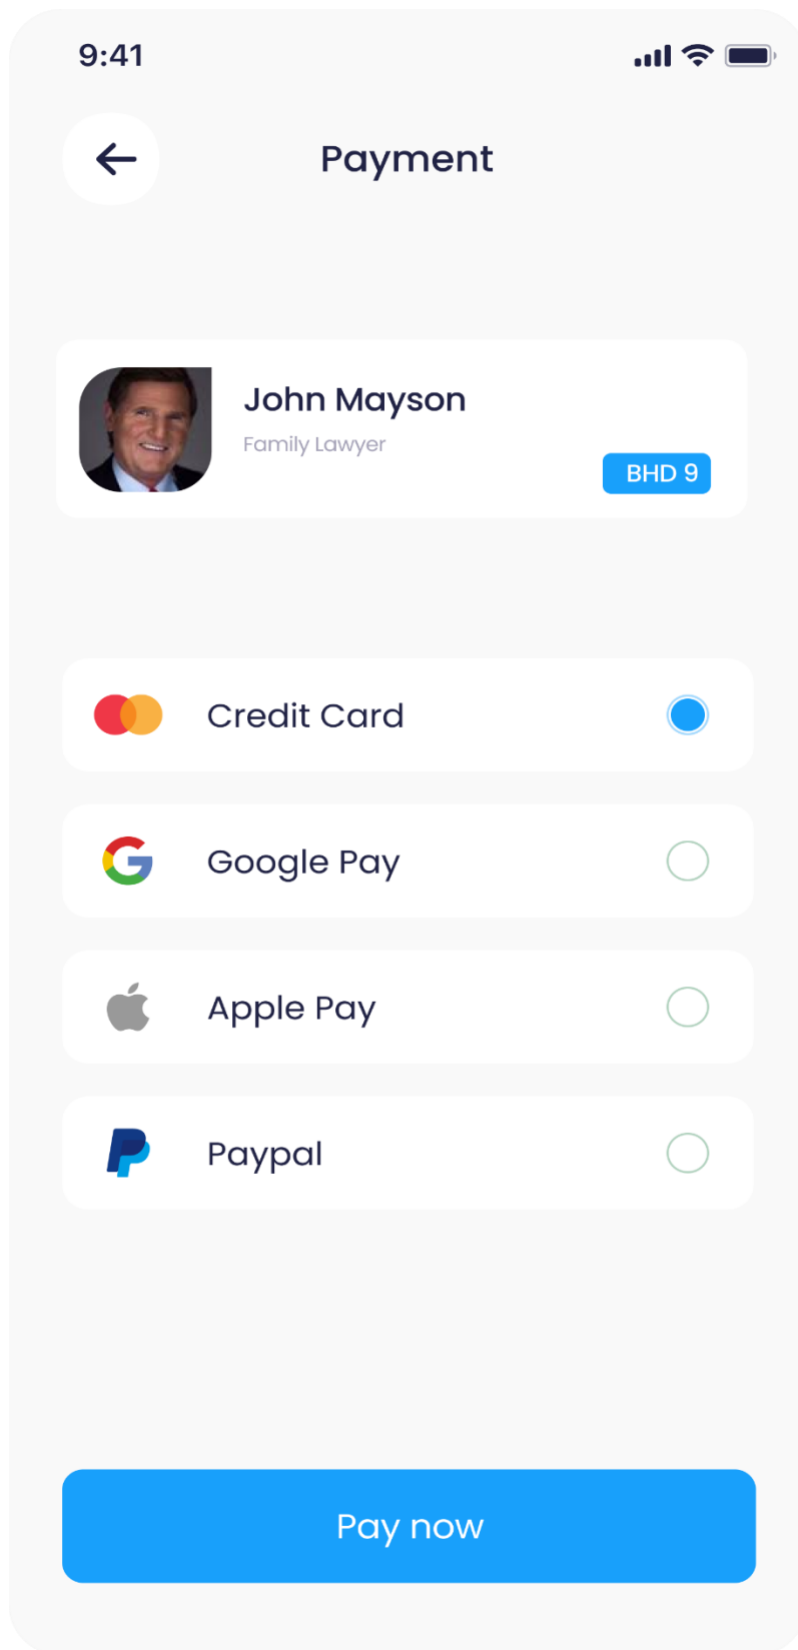 9:41
Payment
John Mayson
Family Lawyer
BHD 9
Credit Card
Google Pay
Apple Pay
Paypal
Pay now